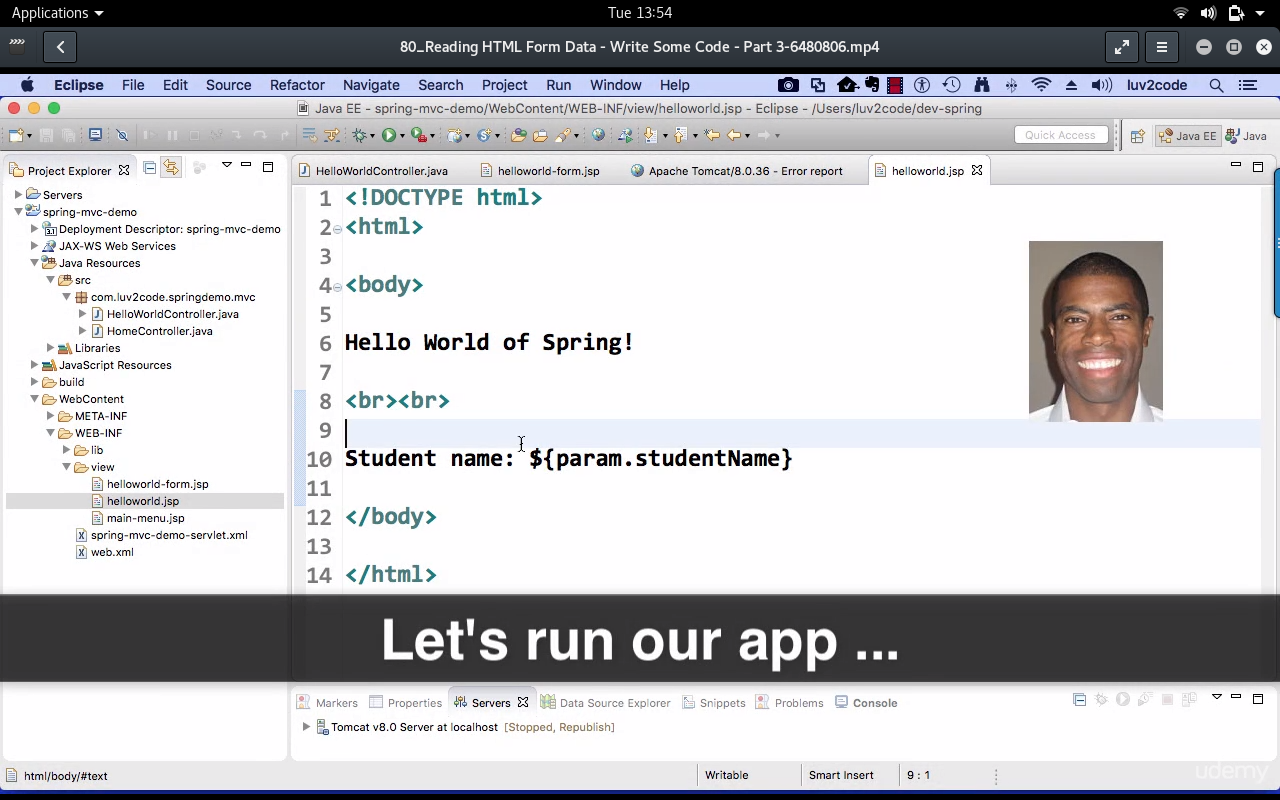 Applications
Tue 13:54
80_Reading HTML Form Data - Write Some Code - Part 3-6480806.mp4
Eclipse File Edit Source Refactor Navigate Search Project Run Window Help
luv2code
Java EE - spring-mvc-demo/WebContent/WEB-INF/view/helloworld.jsp - Eclipse - /Users/luv2code/dev-spring
Quick Access
Java EE
Java
Project Explorer
HelloWorldController.java
helloworld-form.jsp
Apache Tomcat/8.0.36 - Error report
helloworld.jsp
Servers
spring-mvc-demo
Deployment Descriptor: spring-mvc-demo
JAX-WS Web Services
Java Resources
src
com.luv2code.springdemo.mvc
HelloWorldController.java
HomeController.java
Libraries
JavaScript Resources
build
WebContent
META-INF
WEB-INF
lib
view
helloworld-form.jsp
helloworld.jsp
main-menu.jsp
spring-mvc-demo-servlet.xml
web.xml
1 <!DOCTYPE html>
2 <html>
3
4 <body>
5
6 Hello World of Spring!
7
8 <br><br>
9
10 Student name: ${param.studentName}
11
12 </body>
13
14 </html>
Let's run our app ...
Markers
Properties
Servers
Data Source Explorer
Snippets
Problems
Console
Tomcat v8.0 Server at localhost [Stopped, Republish]
html/body/#text
Writable
Smart Insert
9 : 1
udemy